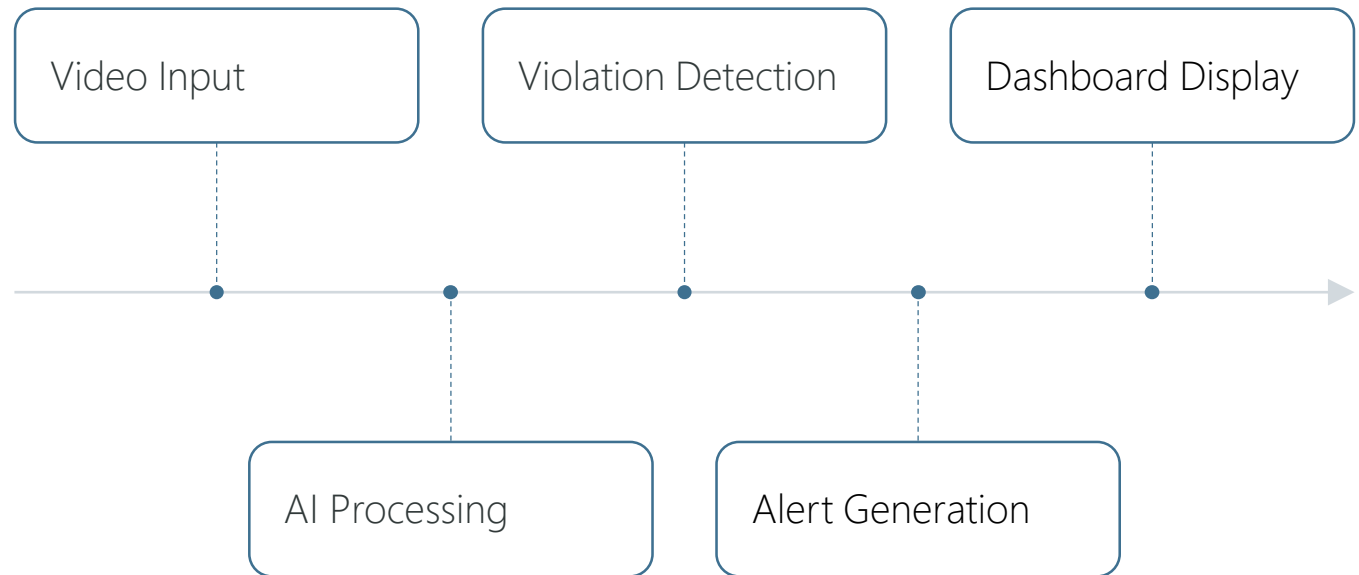 Video Input
Violation Detection
Dashboard Display
AI Processing
Alert Generation